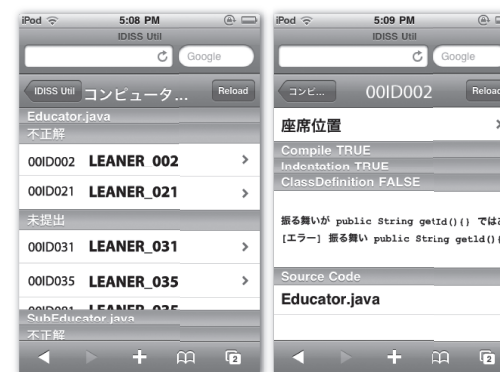 iPod 5:08 PM
IDISS Util
Google
IDISS Util コンピュータ... Reload
Educator.java
不正解
00ID002 LEANER_002
00ID021 LEANER_021
未提出
00ID031 LEANER_031
00ID035 LEANER_035
SubEducator.java
不正解
2
iPod 5:09 PM
IDISS Util
Google
コンピ... 00ID002 Reload
座席位置
Compile TRUE
Indentation TRUE
ClassDefinition FALSE
振る舞いが public String getId(){} では
[エラー] 振る舞い public String getld(){
Source Code
Educator.java
2